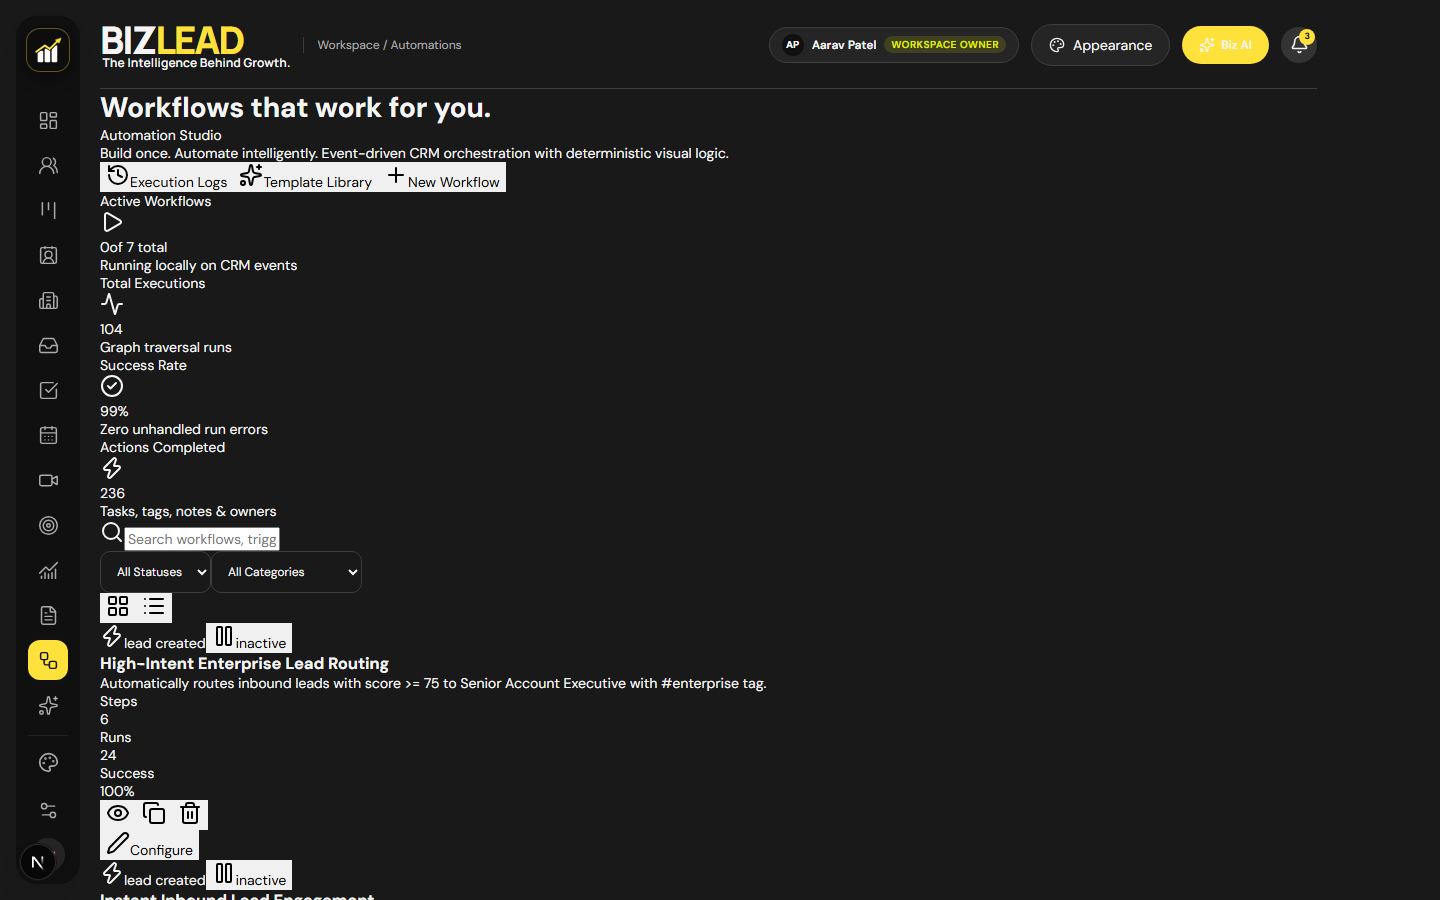 BIZLEAD
The Intelligence Behind Growth.
Workspace / Automations
AP Aarav Patel WORKSPACE OWNER
Appearance
Biz AI
3
Workflows that work for you.
Automation Studio
Build once. Automate intelligently. Event-driven CRM orchestration with deterministic visual logic.
Execution Logs Template Library New Workflow
Active Workflows
0of 7 total
Running locally on CRM events
Total Executions
104
Graph traversal runs
Success Rate
99%
Zero unhandled run errors
Actions Completed
236
Tasks, tags, notes & owners
Search workflows, trigg
All Statuses All Categories
lead created inactive
High-Intent Enterprise Lead Routing
Automatically routes inbound leads with score >= 75 to Senior Account Executive with #enterprise tag.
Steps
6
Runs
24
Success
100%
Configure
lead created inactive
Instant Inbound Lead Engagement
N